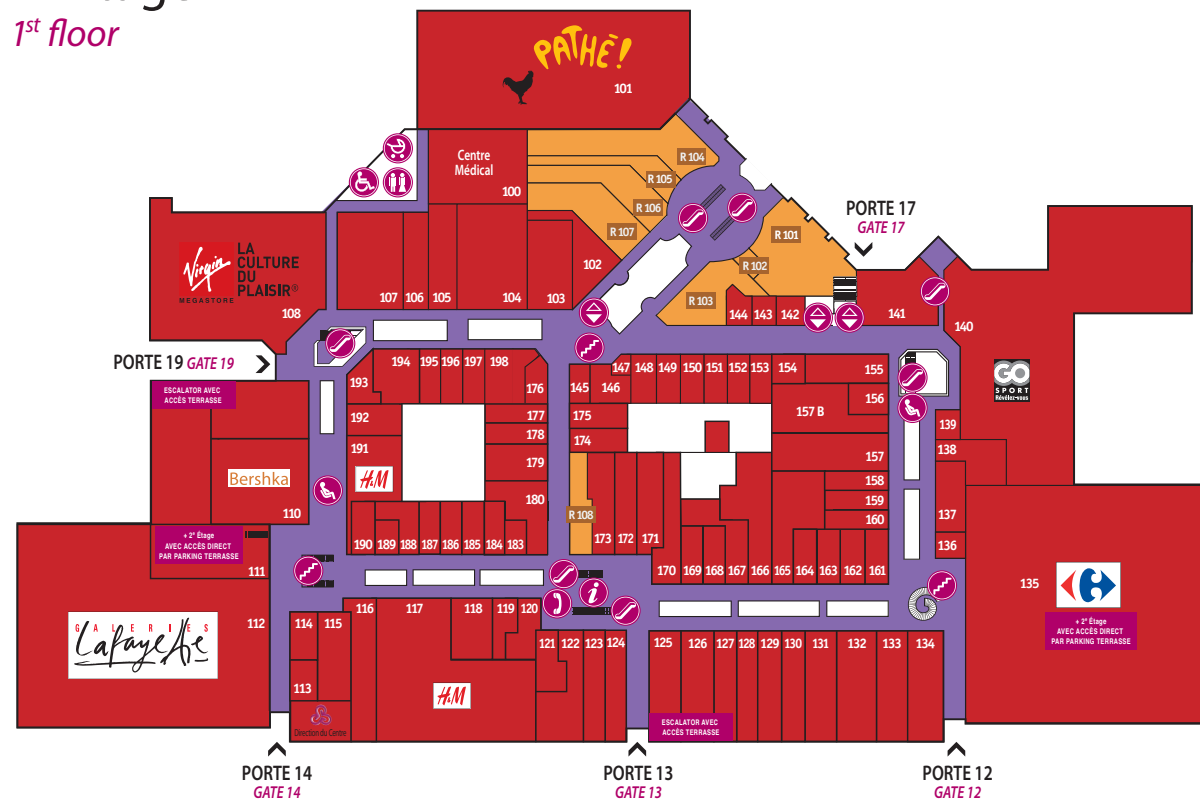 1st floor
PATHÉ!
101
Centre
Médical
100
R 104
R 105
R 106
R 107
R 101
R 102
R 103
PORTE 17
GATE 17
Virgin
MEGASTORE
LA
CULTURE
DU
PLAISIR®
108
107
106
105
104
103
102
144
143
142
141
140
PORTE 19 GATE 19
ESCALATOR AVEC
ACCÈS TERRASSE
193
194
195
196
197
198
176
145
146
147
148
149
150
151
152
153
154
155
156
157 B
GO
SPORT
Révélez-vous
192
177
178
175
174
139
138
191
H&M
179
180
157
158
159
160
Bershka
110
R 108
173
172
171
137
136
190
189
188
187
186
185
184
183
170
169
168
167
166
165
164
163
162
161
+ 2e Étage
AVEC ACCÈS DIRECT
PAR PARKING TERRASSE
111
112
GALERIES
Lafayette
135
+ 2e Étage
AVEC ACCÈS DIRECT
PAR PARKING TERRASSE
i
116
117
118
119
120
114
115
113
Direction du Centre
H&M
121
122
123
124
125
126
127
128
129
130
131
132
133
134
ESCALATOR AVEC
ACCÈS TERRASSE
PORTE 14
GATE 14
PORTE 13
GATE 13
PORTE 12
GATE 12